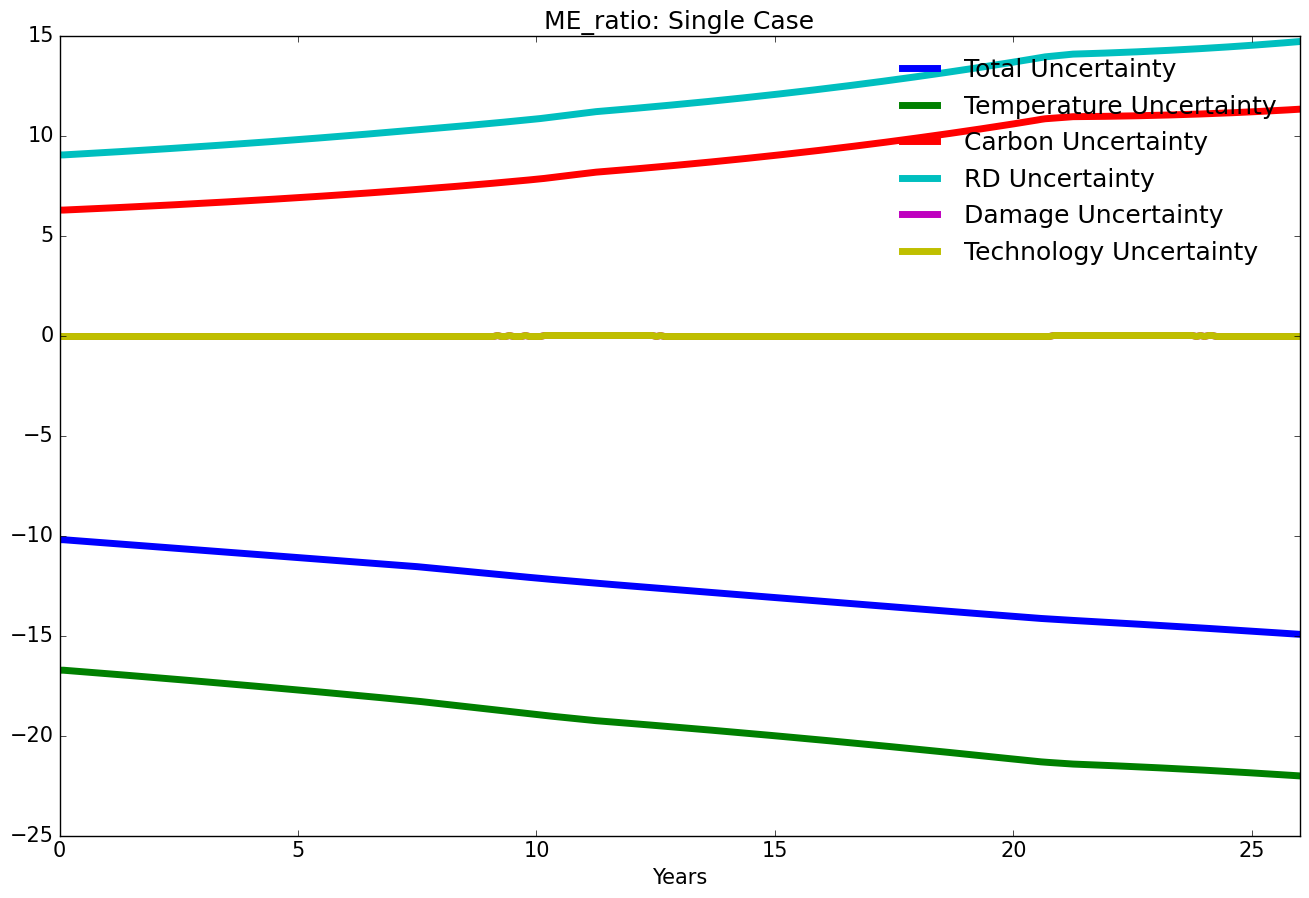 ME_ratio: Single Case
15
10
5
0
−5
−10
−15
−20
−25
Total Uncertainty
Temperature Uncertainty
Carbon Uncertainty
RD Uncertainty
Damage Uncertainty
Technology Uncertainty
0 5 10 15 20 25
Years